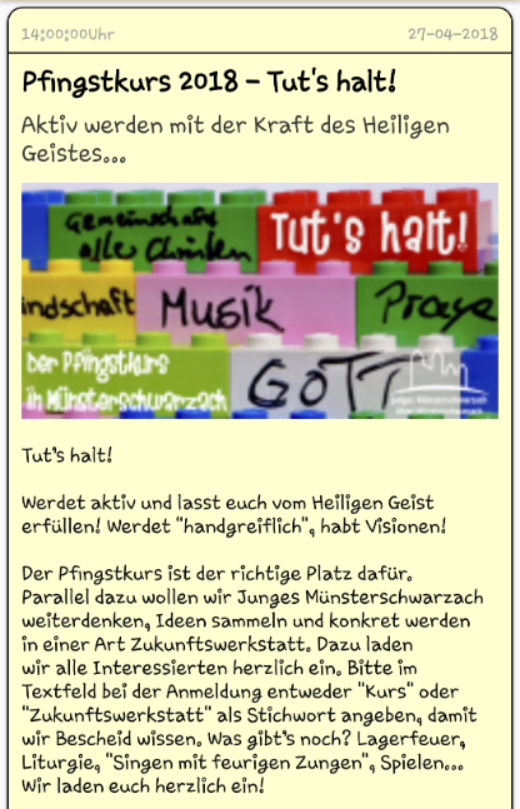 14:00:00Uhr 27-04-2018
Pfingstkurs 2018 - Tut's halt!
Aktiv werden mit der Kraft des Heiligen
Geistes...
Gemeinschaft
alle Christen
Tut's halt!
indschaft
Musik
Praye
Der Pfingstkurs
in Münsterschwarzach
GOTT
Tut's halt!
Werdet aktiv und lasst euch vom Heiligen Geist
erfüllen! Werdet "handgreiflich", habt Visionen!
Der Pfingstkurs ist der richtige Platz dafür.
Parallel dazu wollen wir Junges Münsterschwarzach
weiterdenken, Ideen sammeln und konkret werden
in einer Art Zukunftswerkstatt. Dazu laden
wir alle Interessierten herzlich ein. Bitte im
Textfeld bei der Anmeldung entweder "Kurs" oder
"Zukunftswerkstatt" als Stichwort angeben, damit
wir Bescheid wissen. Was gibt's noch? Lagerfeuer,
Liturgie, "Singen mit feurigen Zungen", Spielen...
Wir laden euch herzlich ein!